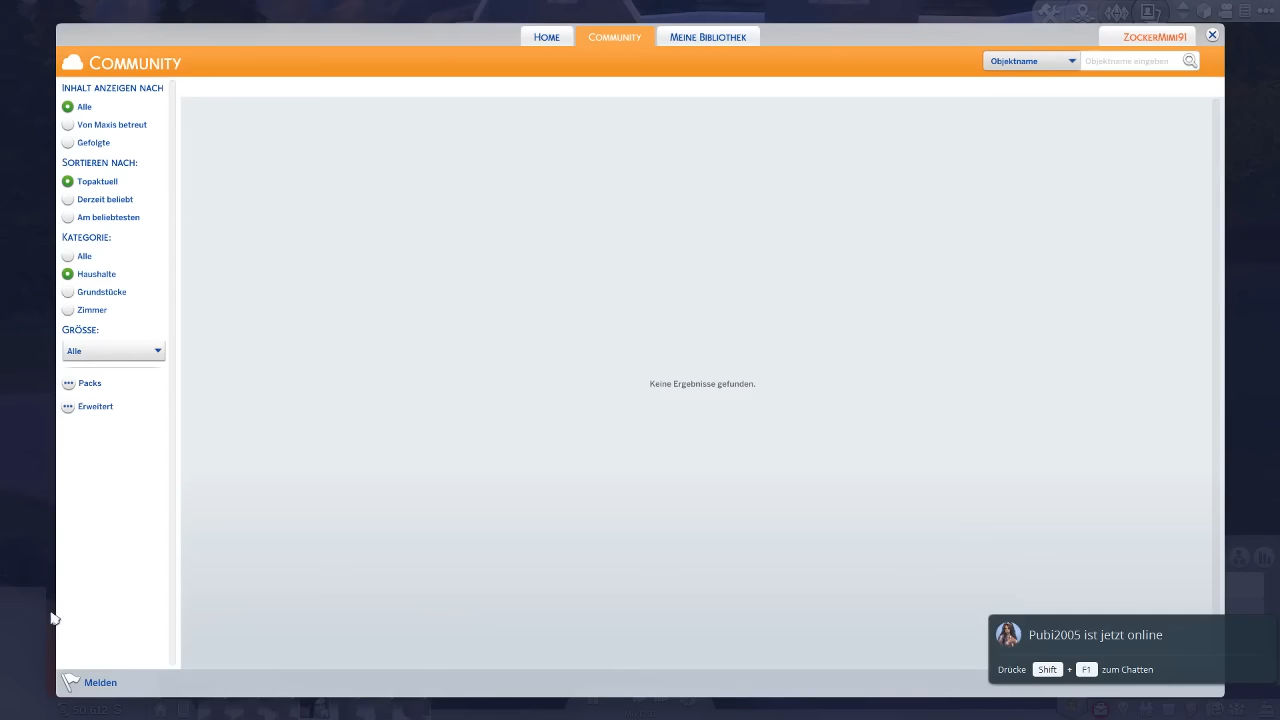 HOME COMMUNITY MEINE BIBLIOTHEK ZOCKERMIMI91
COMMUNITY
Objektname Objektname eingeben
INHALT ANZEIGEN NACH
Alle
Von Maxis betreut
Gefolgte
SORTIEREN NACH:
Topaktuell
Derzeit beliebt
Am beliebtesten
KATEGORIE:
Alle
Haushalte
Grundstücke
Zimmer
GRÖSSE:
Alle
Packs
Erweitert
Keine Ergebnisse gefunden.
Pubi2005 ist jetzt online
Drücke Shift + F1 zum Chatten
Melden
50.612